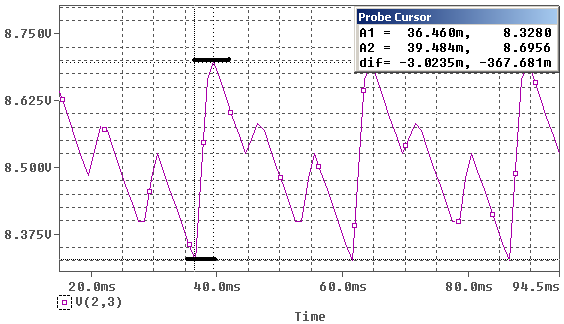 Probe Cursor
A1 = 36.460m, 8.3280
A2 = 39.484m, 8.6956
dif= -3.0235m, -367.681m
8.750V
8.625V
8.500V
8.375V
20.0ms 40.0ms 60.0ms 80.0ms 94.5ms
V(2,3)
Time